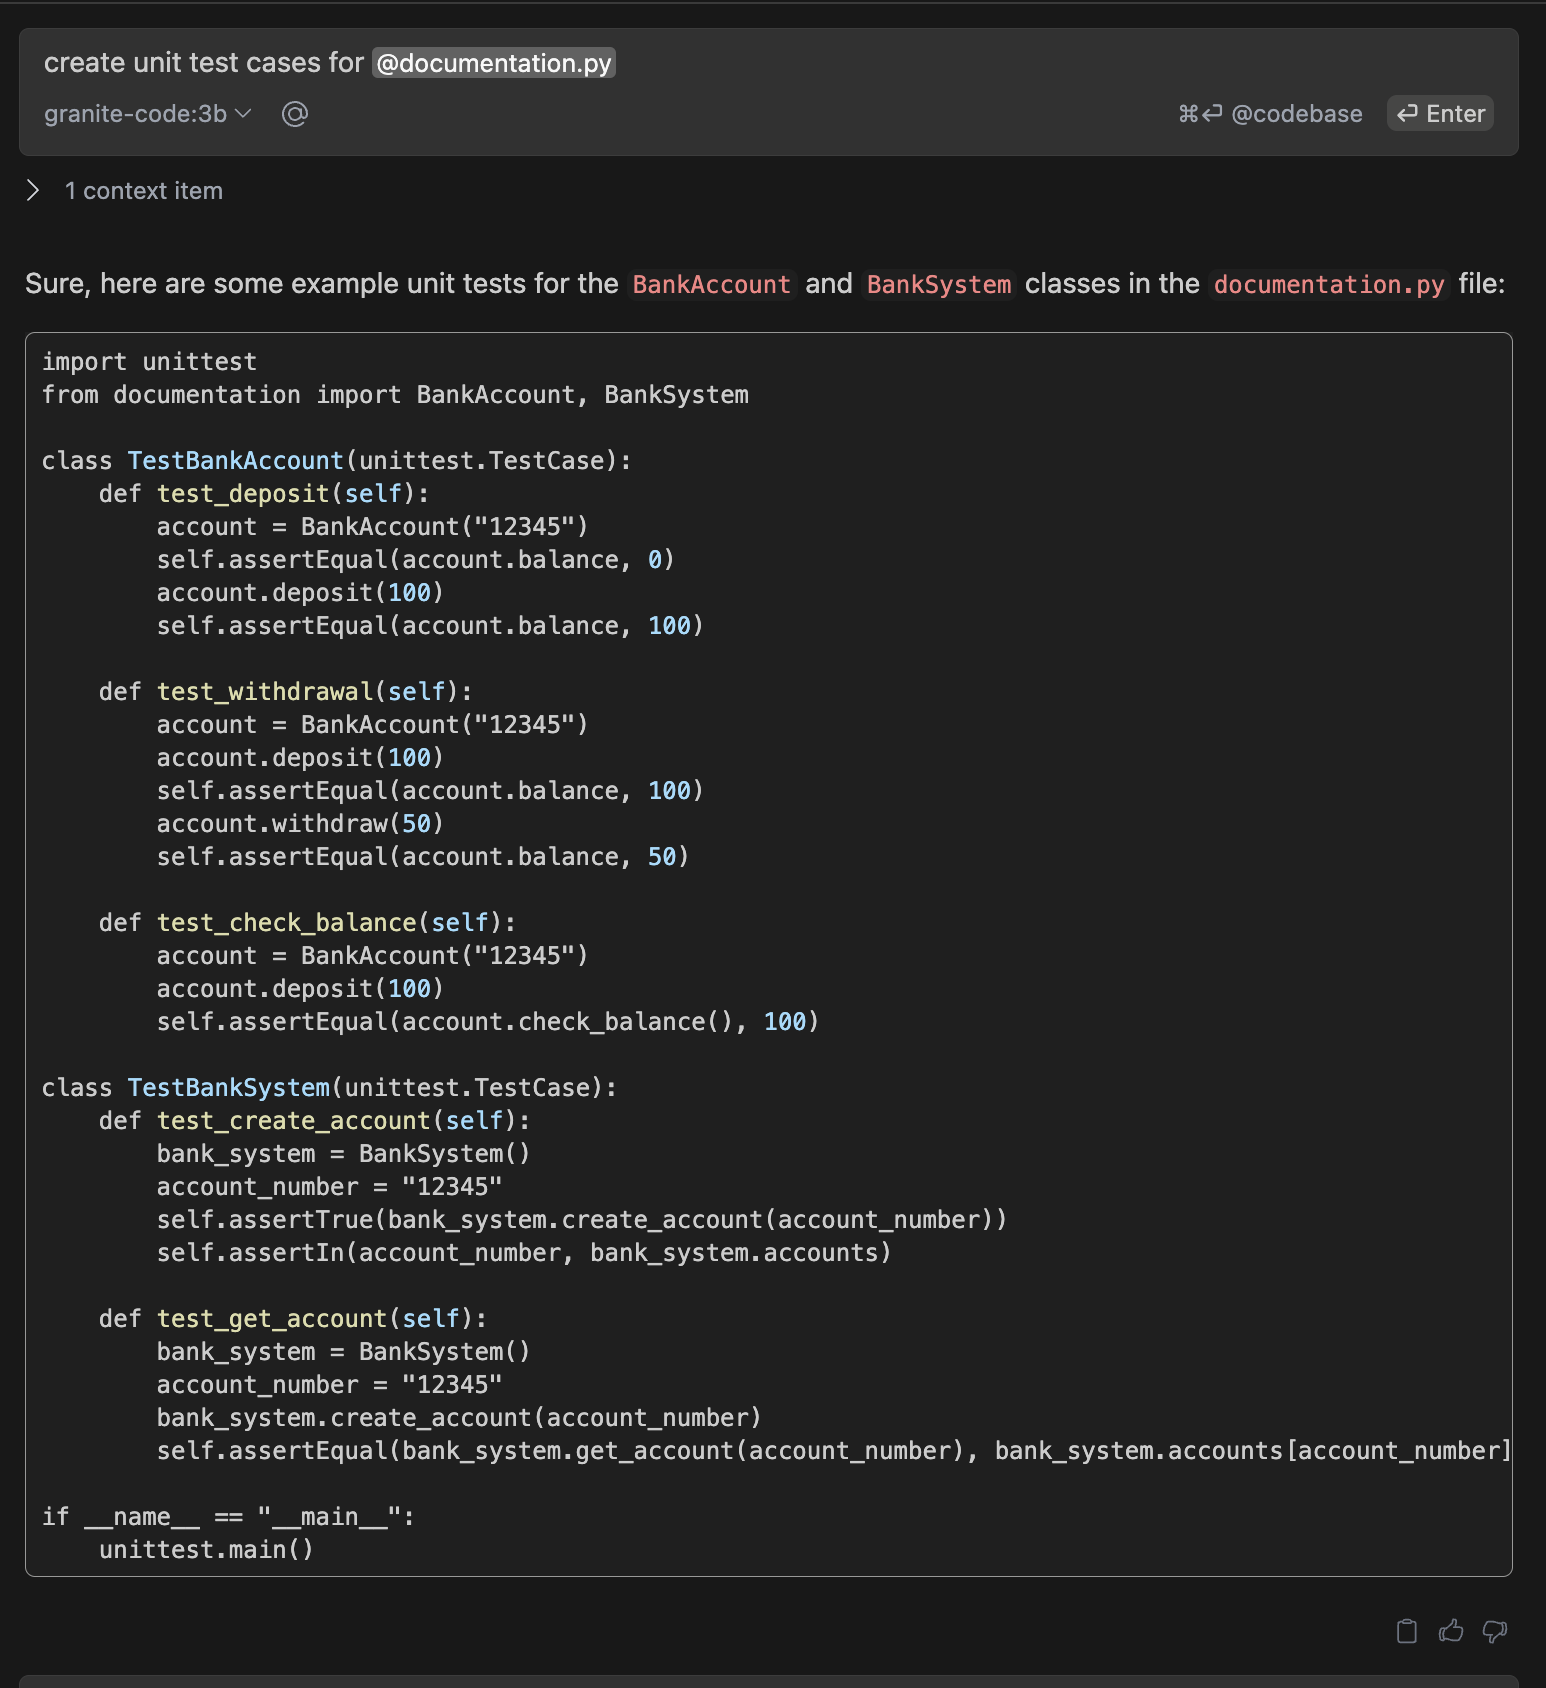 create unit test cases for @documentation.py
granite-code:3b @ ⌘⏎ @codebase ⏎ Enter
1 context item
Sure, here are some example unit tests for the BankAccount and BankSystem classes in the documentation.py file:
import unittest
from documentation import BankAccount, BankSystem

class TestBankAccount(unittest.TestCase):
    def test_deposit(self):
        account = BankAccount("12345")
        self.assertEqual(account.balance, 0)
        account.deposit(100)
        self.assertEqual(account.balance, 100)

    def test_withdrawal(self):
        account = BankAccount("12345")
        account.deposit(100)
        self.assertEqual(account.balance, 100)
        account.withdraw(50)
        self.assertEqual(account.balance, 50)

    def test_check_balance(self):
        account = BankAccount("12345")
        account.deposit(100)
        self.assertEqual(account.check_balance(), 100)

class TestBankSystem(unittest.TestCase):
    def test_create_account(self):
        bank_system = BankSystem()
        account_number = "12345"
        self.assertTrue(bank_system.create_account(account_number))
        self.assertIn(account_number, bank_system.accounts)

    def test_get_account(self):
        bank_system = BankSystem()
        account_number = "12345"
        bank_system.create_account(account_number)
        self.assertEqual(bank_system.get_account(account_number), bank_system.accounts[account_number]

if __name__ == "__main__":
    unittest.main()